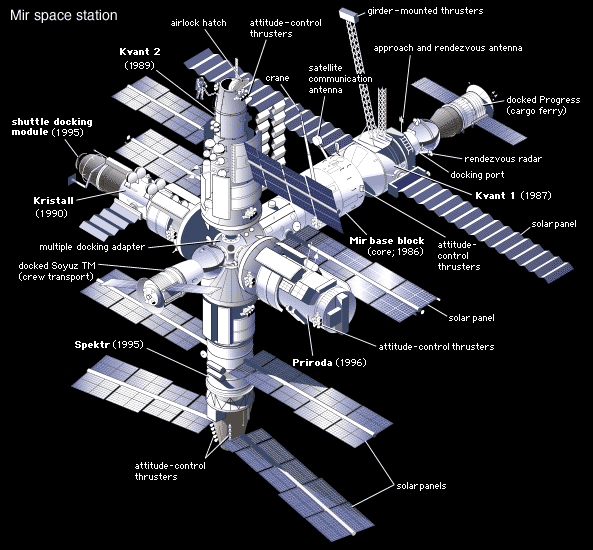 Mir space station
airlock hatch
attitude-control
thrusters
girder-mounted thrusters
Kvant 2
(1989)
crane
satellite
communication
antenna
approach and rendezvous antenna
docked Progress
(cargo ferry)
shuttle docking
module (1995)
rendezvous radar
docking port
Kristall
(1990)
Kvant 1 (1987)
solar panel
multiple docking adapter
Mir base block
(core; 1986)
attitude-
control
thrusters
docked Soyuz TM
(crew transport)
solar panel
Spektr (1995)
Priroda (1996)
attitude-control thrusters
attitude-control
thrusters
solar panels